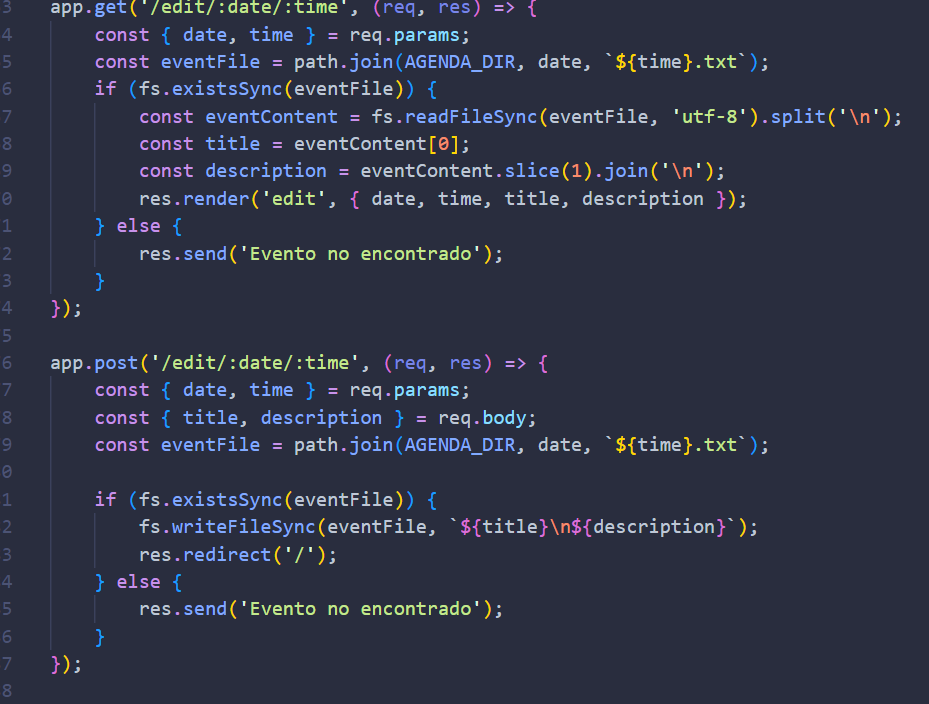 3 app.get('/edit/:date/:time', (req, res) => {
4     const { date, time } = req.params;
5     const eventFile = path.join(AGENDA_DIR, date, `${time}.txt`);
6     if (fs.existsSync(eventFile)) {
7         const eventContent = fs.readFileSync(eventFile, 'utf-8').split('\n');
8         const title = eventContent[0];
9         const description = eventContent.slice(1).join('\n');
0         res.render('edit', { date, time, title, description });
1     } else {
2         res.send('Evento no encontrado');
3     }
4 });
5
6 app.post('/edit/:date/:time', (req, res) => {
7     const { date, time } = req.params;
8     const { title, description } = req.body;
9     const eventFile = path.join(AGENDA_DIR, date, `${time}.txt`);
0
1     if (fs.existsSync(eventFile)) {
2         fs.writeFileSync(eventFile, `${title}\n${description}`);
3         res.redirect('/');
4     } else {
5         res.send('Evento no encontrado');
6     }
7 });
8